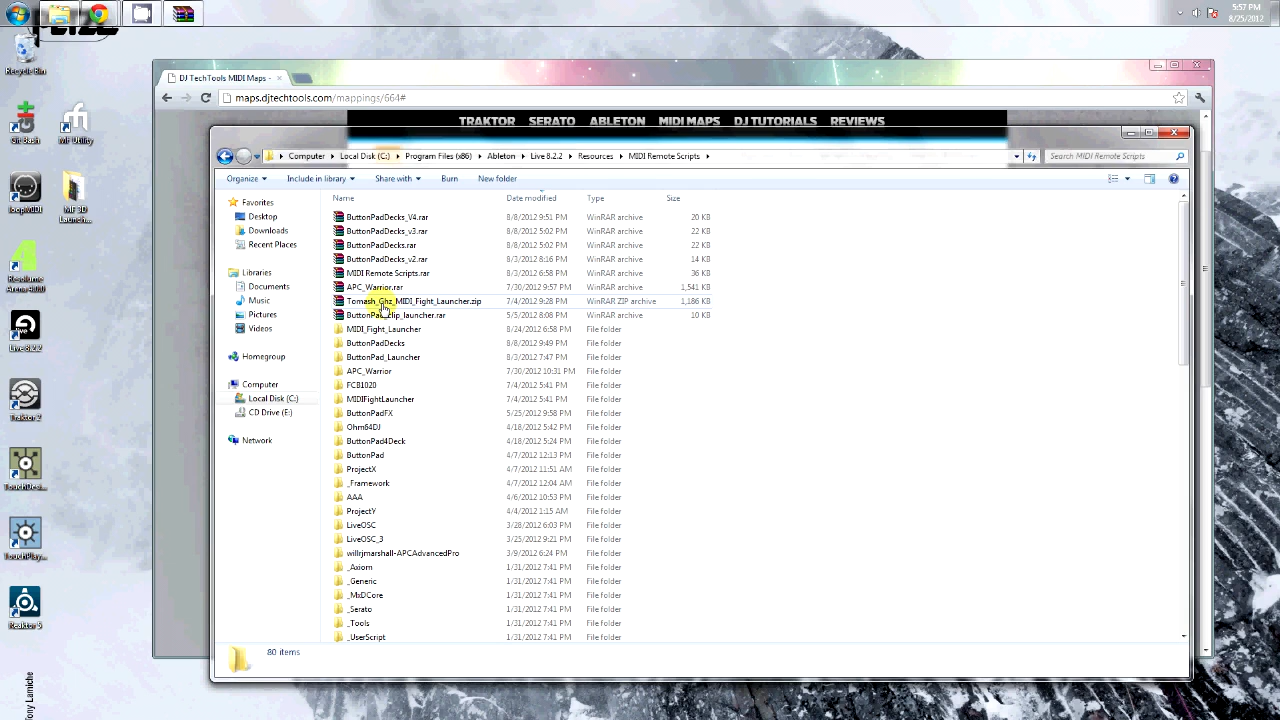 5:57 PM
8/25/2012
Recycle Bin
Git Bash
MF Utility
loopMIDI
MF 3D
Launch...
Resolume
Arena 4.0.0
Live 8.2.2
Traktor 2
TouchDes...
TouchPlay...
Reaktor 5
DJ TechTools MIDI Maps -
maps.djtechtools.com/mappings/664#
TRAKTOR SERATO ABLETON MIDI MAPS DJ TUTORIALS REVIEWS
Computer Local Disk (C:) Program Files (x86) Ableton Live 8.2.2 Resources MIDI Remote Scripts
Search MIDI Remote Scripts
Organize Include in library Share with Burn New folder
Favorites
Desktop
Downloads
Recent Places
Libraries
Documents
Music
Pictures
Videos
Homegroup
Computer
Local Disk (C:)
CD Drive (E:)
Network
Name Date modified Type Size
ButtonPadDecks_V4.rar 8/8/2012 9:51 PM WinRAR archive 20 KB
ButtonPadDecks_v3.rar 8/8/2012 5:02 PM WinRAR archive 22 KB
ButtonPadDecks.rar 8/8/2012 5:02 PM WinRAR archive 22 KB
ButtonPadDecks_v2.rar 8/3/2012 8:16 PM WinRAR archive 14 KB
MIDI Remote Scripts.rar 8/3/2012 6:58 PM WinRAR archive 36 KB
APC_Warrior.rar 7/30/2012 9:57 PM WinRAR archive 1,541 KB
Tomash_Ghz_MIDI_Fight_Launcher.zip 7/4/2012 9:28 PM WinRAR ZIP archive 1,186 KB
ButtonPad_clip_launcher.rar 5/5/2012 8:08 PM WinRAR archive 10 KB
MIDI_Fight_Launcher 8/24/2012 6:58 PM File folder
ButtonPadDecks 8/8/2012 9:49 PM File folder
ButtonPad_Launcher 8/3/2012 7:47 PM File folder
APC_Warrior 7/30/2012 10:31 PM File folder
FCB1020 7/4/2012 5:41 PM File folder
MIDIFightLauncher 7/4/2012 5:41 PM File folder
ButtonPadFX 5/25/2012 9:58 PM File folder
Ohm64DJ 4/18/2012 5:42 PM File folder
ButtonPad4Deck 4/18/2012 5:24 PM File folder
ButtonPad 4/7/2012 12:13 PM File folder
ProjectX 4/7/2012 11:51 AM File folder
_Framework 4/7/2012 12:04 AM File folder
AAA 4/6/2012 10:53 PM File folder
ProjectY 4/4/2012 1:15 AM File folder
LiveOSC 3/28/2012 6:03 PM File folder
LiveOSC_3 3/25/2012 9:21 PM File folder
willrjmarshall-APCAdvancedPro 3/9/2012 6:24 PM File folder
_Axiom 1/31/2012 7:41 PM File folder
_Generic 1/31/2012 7:41 PM File folder
_MxDCore 1/31/2012 7:41 PM File folder
_Serato 1/31/2012 7:41 PM File folder
_Tools 1/31/2012 7:41 PM File folder
_UserScript 1/31/2012 7:41 PM File folder
80 items